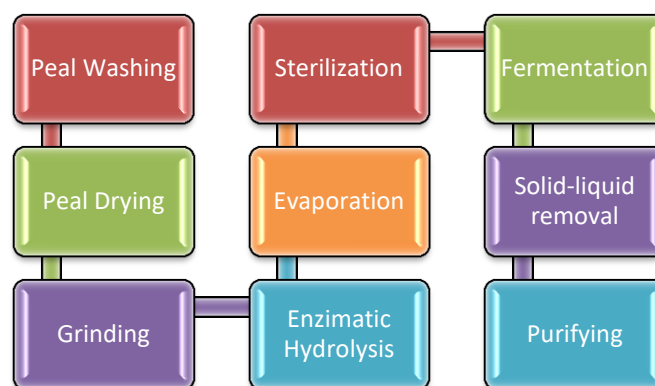 Peal Washing
Peal Drying
Grinding
Enzimatic
Hydrolysis
Evaporation
Sterilization
Fermentation
Solid-liquid
removal
Purifying